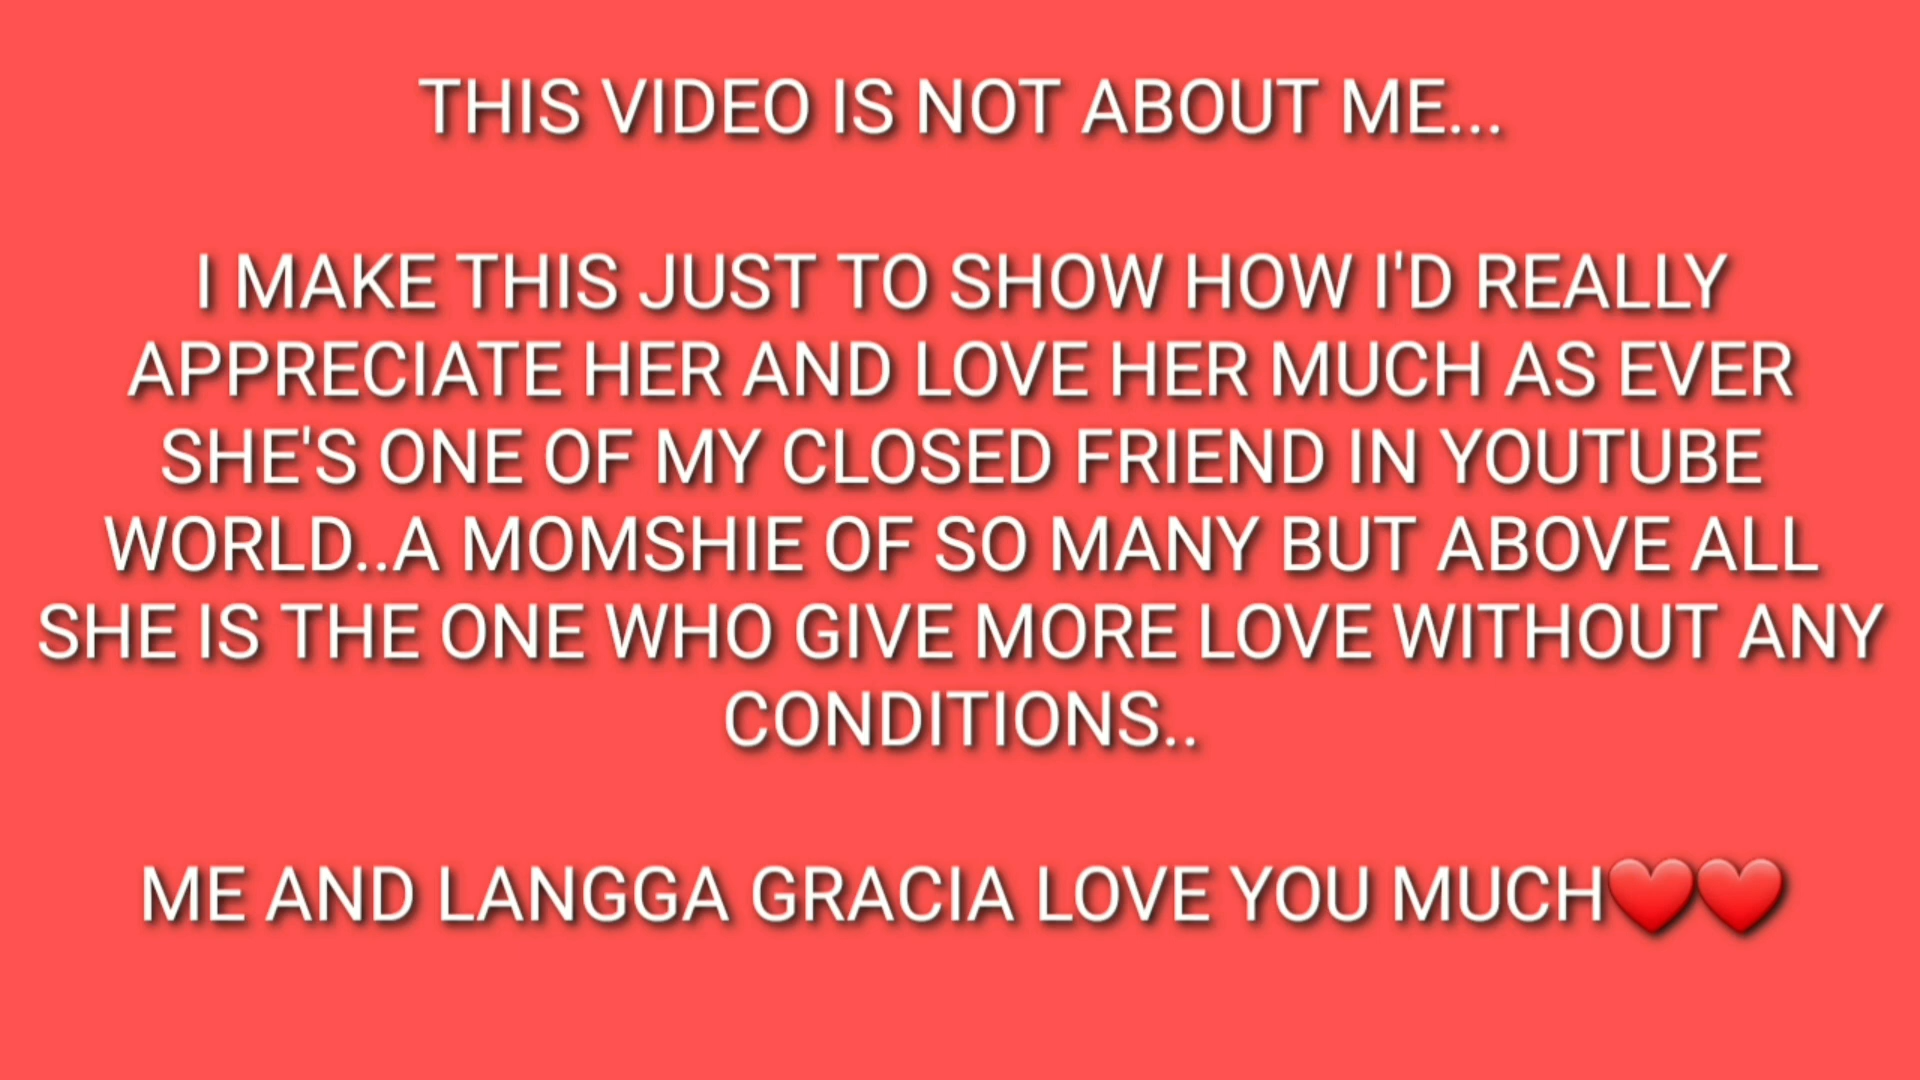 THIS VIDEO IS NOT ABOUT ME...
I MAKE THIS JUST TO SHOW HOW I'D REALLY
APPRECIATE HER AND LOVE HER MUCH AS EVER
SHE'S ONE OF MY CLOSED FRIEND IN YOUTUBE
WORLD..A MOMSHIE OF SO MANY BUT ABOVE ALL
SHE IS THE ONE WHO GIVE MORE LOVE WITHOUT ANY
CONDITIONS..
ME AND LANGGA GRACIA LOVE YOU MUCH❤️❤️